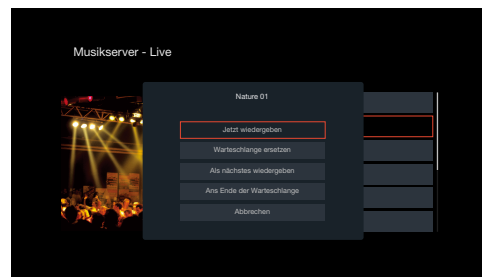 Musikserver - Live
Nature 01
Jetzt wiedergeben
Warteschlange ersetzen
Als nächstes wiedergeben
Ans Ende der Warteschlange
Abbrechen